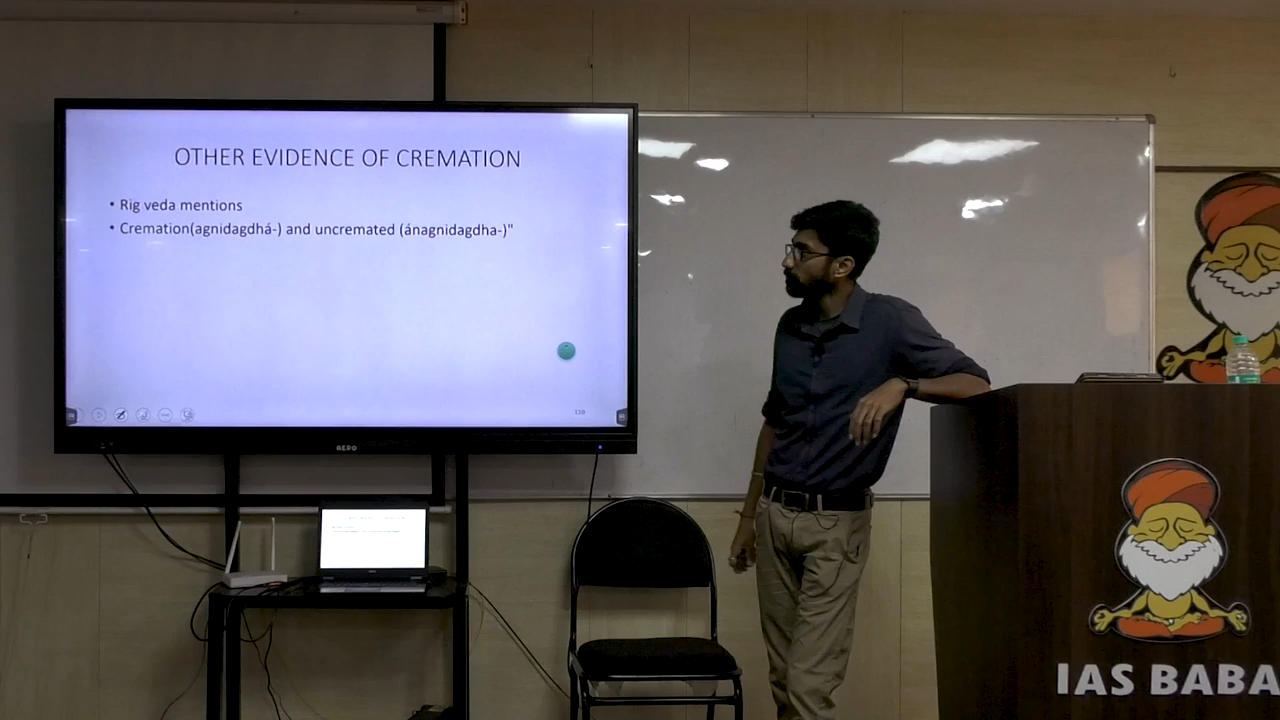 OTHER EVIDENCE OF CREMATION
• Rig veda mentions
• Cremation(agnidagdhá-) and uncremated (ánagnidagdha-)"
IAS BABA